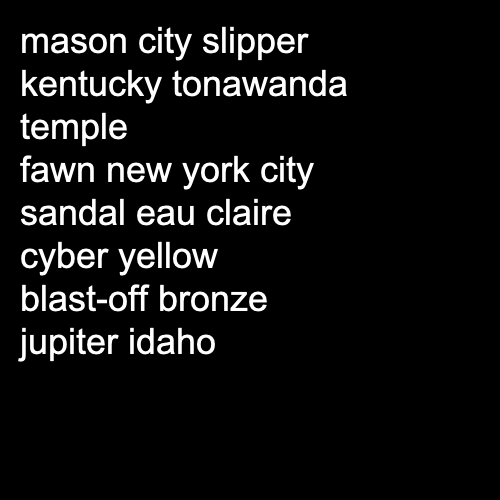 mason city slipper
kentucky tonawanda
temple
fawn new york city
sandal eau claire
cyber yellow
blast-off bronze
jupiter idaho